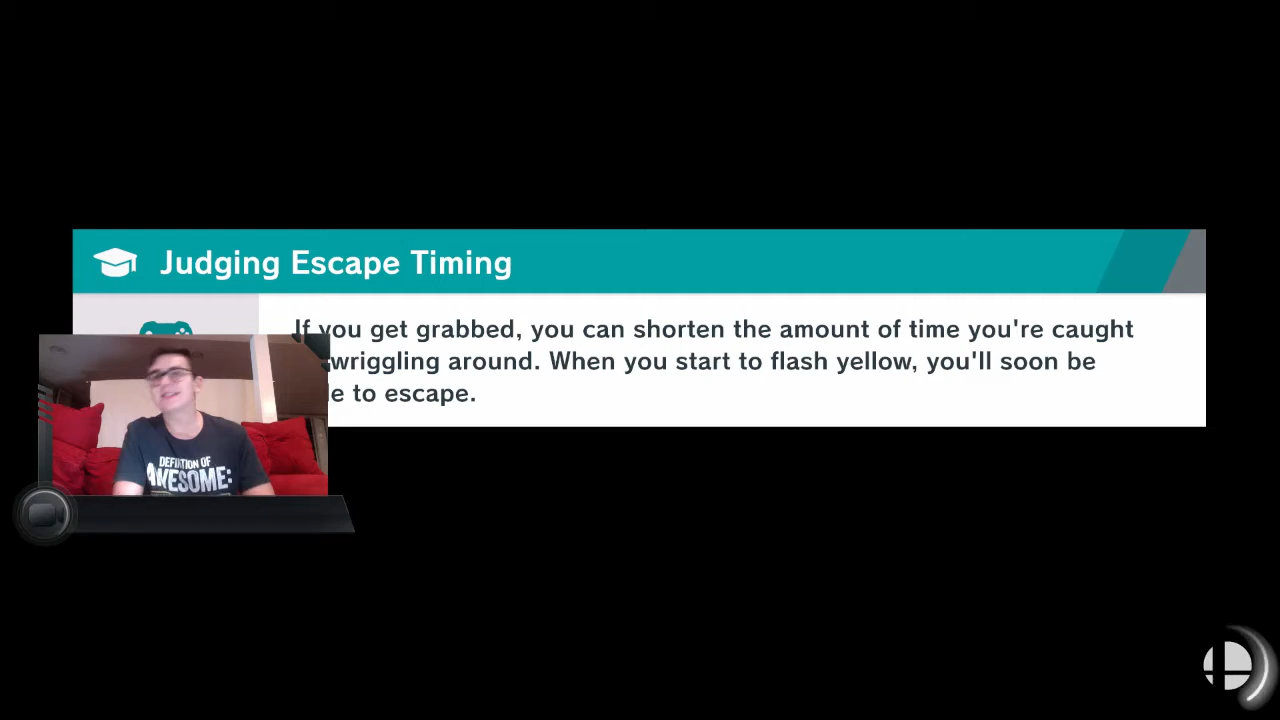 Judging Escape Timing
If you get grabbed, you can shorten the amount of time you're caught
wriggling around. When you start to flash yellow, you'll soon be
to escape.
DEFINITION OF
AWESOME: